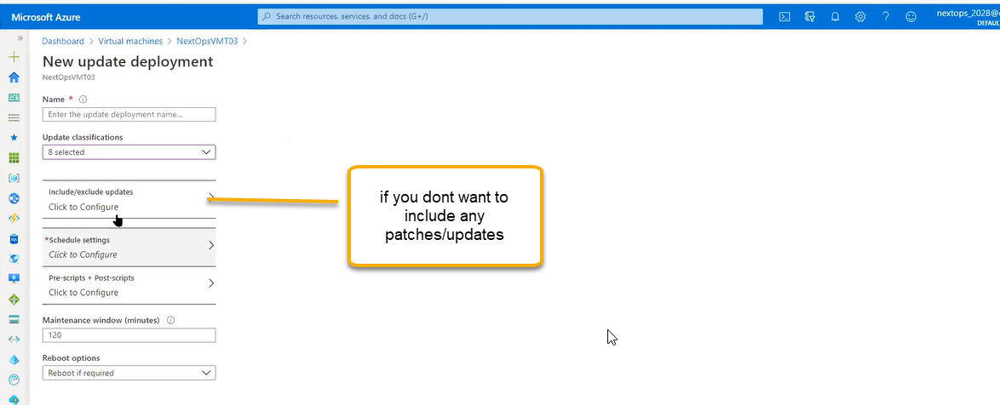 Microsoft Azure
Search resources, services, and docs (G+/)
nextops_2028@
DEFAUL
Dashboard > Virtual machines > NextOpsVMT03 >
New update deployment
NextOpsVMT03
Name *
Enter the update deployment name...
Update classifications
8 selected
Include/exclude updates
Click to Configure
*Schedule settings
Click to Configure
Pre-scripts + Post-scripts
Click to Configure
Maintenance window (minutes)
120
Reboot options
Reboot if required
if you dont want to
include any
patches/updates